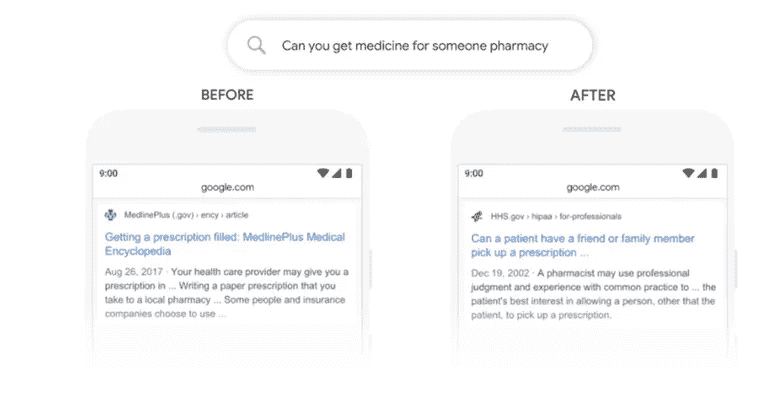 Can you get medicine for someone pharmacy
BEFORE
9:00
google.com
MedlinePlus (.gov) › ency › article
Getting a prescription filled: MedlinePlus Medical
Encyclopedia
Aug 26, 2017 · Your health care provider may give you a
prescription in ... Writing a paper prescription that you
take to a local pharmacy ... Some people and insurance
companies choose to use ...
AFTER
9:00
google.com
HHS.gov › hipaa › for-professionals
Can a patient have a friend or family member
pick up a prescription ...
Dec 19, 2002 · A pharmacist may use professional
judgment and experience with common practice to ... the
patient's best interest in allowing a person, other that the
patient, to pick up a prescription.